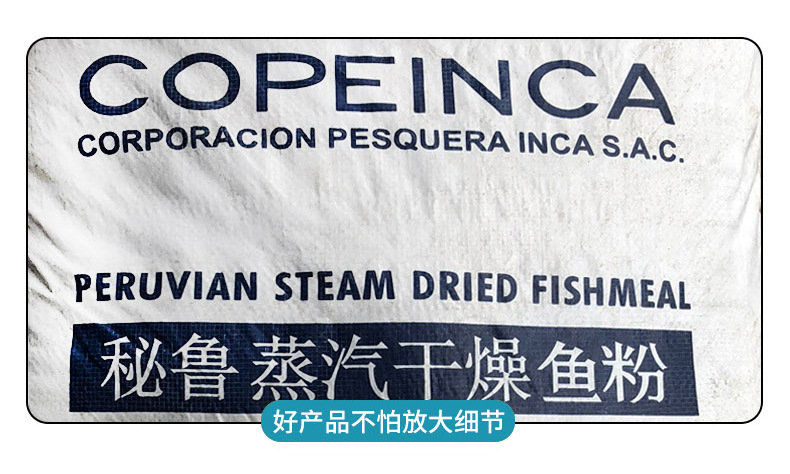 COPEINCA
CORPORACION PESQUERA INCA S.A.C.
PERUVIAN STEAM DRIED FISHMEAL
秘鲁蒸汽干燥鱼粉
好产品不怕放大细节